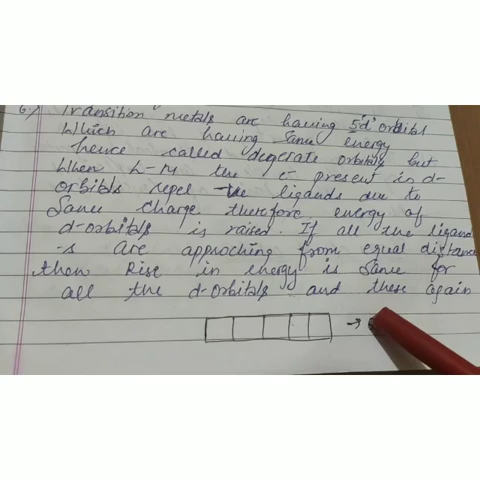 6.) Transition metals are having 5 'd' orbitals
Which are having Same energy
hence called degerate orbitals but
When L-M the e⁻ present in d-
orbitals repel the ligands due to
Same charge. therefore energy of
d-orbitals is raised. If all the ligand
-s are approching from equal distance
then Rise in energy is Same for
all the d-orbitals and these again
→